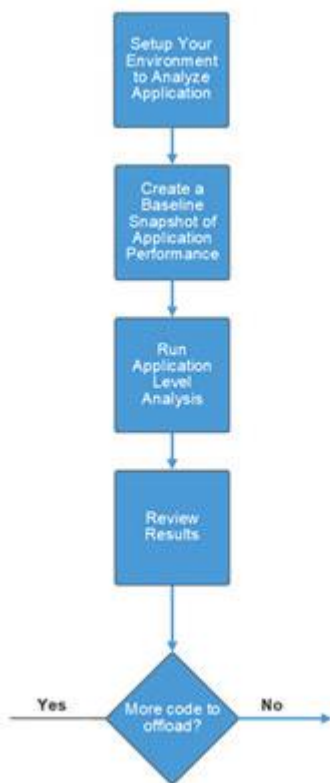 Setup Your
Environment
to Analyze
Application
Create a
Baseline
Snapshot of
Application
Performance
Run
Application
Level
Analysis
Review
Results
More code to
offload?
Yes
No